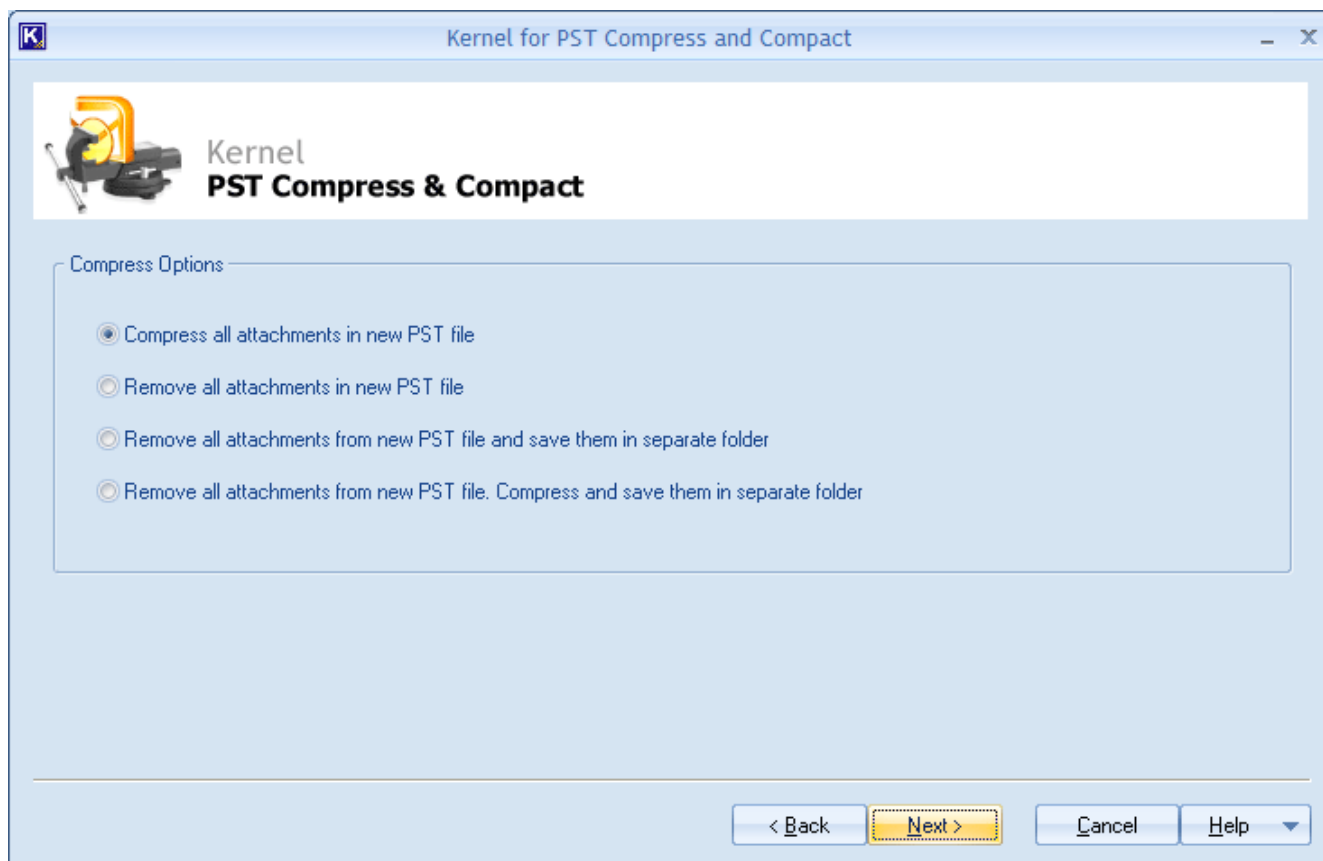 Kernel for PST Compress and Compact
Kernel
PST Compress & Compact
Compress Options
Compress all attachments in new PST file
Remove all attachments in new PST file
Remove all attachments from new PST file and save them in separate folder
Remove all attachments from new PST file. Compress and save them in separate folder
< Back Next > Cancel Help